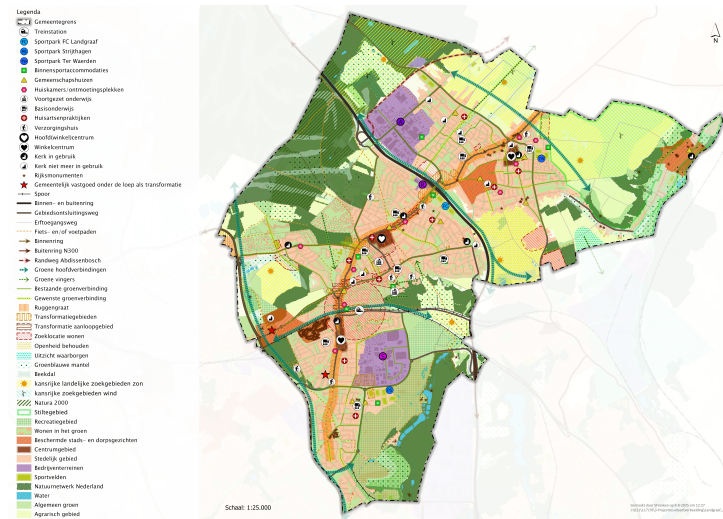 Legenda
Gemeentegrens
Treinstation
Sportpark FC Landgraaf
Sportpark Strijthagen
Sportpark Ter Waerden
Binnensportaccommodaties
Gemeenschapshuizen
Huiskamers/ontmoetingsplekken
Voortgezet onderwijs
Basisonderwijs
Huisartsenpraktijken
Verzorgingshuis
Hoofdwinkelcentrum
Winkelcentrum
Kerk in gebruik
Kerk niet meer in gebruik
Rijksmonumenten
Gemeentelijk vastgoed onder de loep als transformatie
Spoor
Binnen- en buitenring
Gebiedsontsluitingsweg
Erftoegangsweg
Fiets- en/of voetpaden
Binnenring
Buitenring N300
Randweg Abdissenbosch
Groene hoofdverbindingen
Groene vingers
Bestaande groenverbinding
Gewenste groenverbinding
Ruggengraat
Transformatiegebieden
Transformatie aanloopgebied
Zoeklocatie wonen
Openheid behouden
Uitzicht waarborgen
Groenblauwe mantel
Beekdal
kansrijke landelijke zoekgebieden zon
kansrijke zoekgebieden wind
Natura 2000
Stiltegebied
Recreatiegebied
Wonen in het groen
Beschermde stads- en dorpsgezichten
Centrumgebied
Stedelijk gebied
Bedrijventerreinen
Sportvelden
Natuurnetwerk Nederland
Water
Algemeen groen
Agrarisch gebied
N
Schaal: 1:25.000